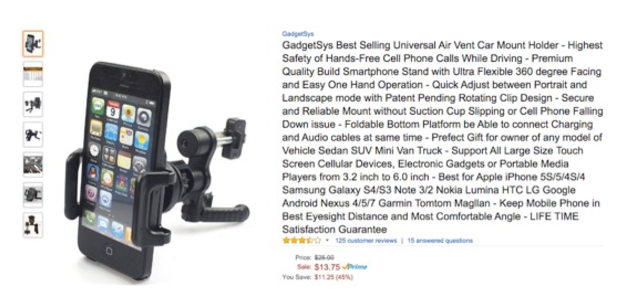 GadgetSys
GadgetSys Best Selling Universal Air Vent Car Mount Holder - Highest
Safety of Hands-Free Cell Phone Calls While Driving - Premium
Quality Build Smartphone Stand with Ultra Flexible 360 degree Facing
and Easy One Hand Operation - Quick Adjust between Portrait and
Landscape mode with Patent Pending Rotating Clip Design - Secure
and Reliable Mount without Suction Cup Slipping or Cell Phone Falling
Down issue - Foldable Bottom Platform be Able to connect Charging
and Audio cables at same time - Prefect Gift for owner of any model of
Vehicle Sedan SUV Mini Van Truck - Support All Large Size Touch
Screen Cellular Devices, Electronic Gadgets or Portable Media
Players from 3.2 inch to 6.0 inch - Best for Apple iPhone 5S/5/4S/4
Samsung Galaxy S4/S3 Note 3/2 Nokia Lumina HTC LG Google
Android Nexus 4/5/7 Garmin Tomtom Magllan - Keep Mobile Phone in
Best Eyesight Distance and Most Comfortable Angle - LIFE TIME
Satisfaction Guarantee
125 customer reviews | 15 answered questions
Price: $25.00
Sale: $13.75 Prime
You Save: $11.25 (45%)